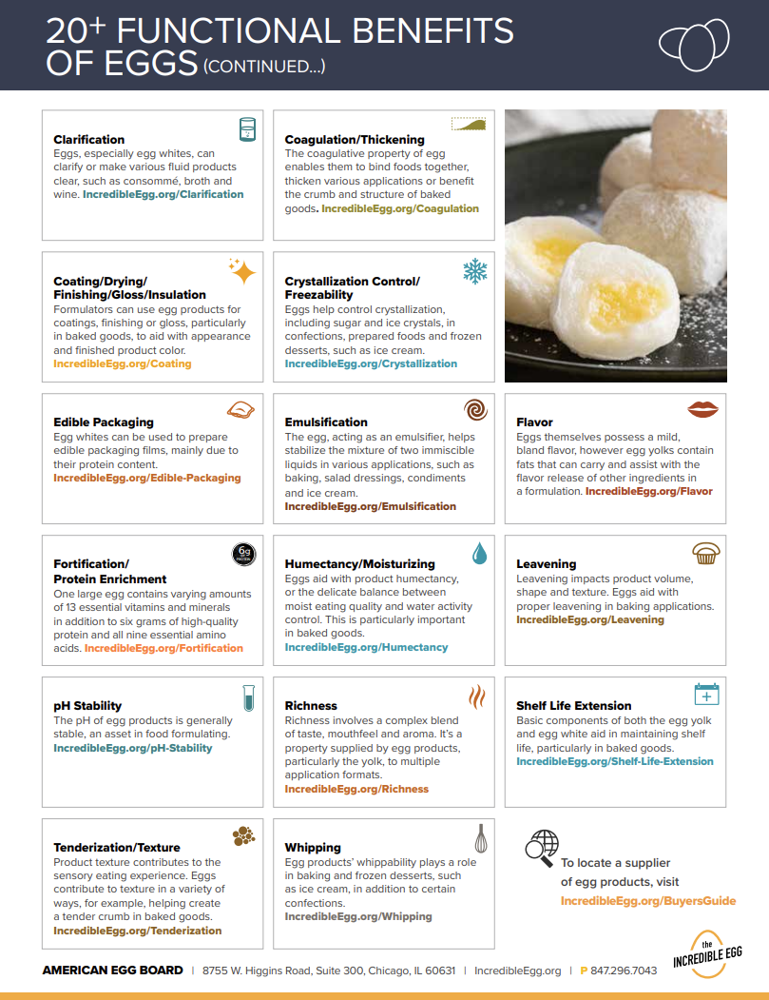 20+ FUNCTIONAL BENEFITS
OF EGGS (CONTINUED...)
Clarification
Eggs, especially egg whites, can
clarify or make various fluid products
clear, such as consommé, broth and
wine. IncredibleEgg.org/Clarification
Coagulation/Thickening
The coagulative property of egg
enables them to bind foods together,
thicken various applications or benefit
the crumb and structure of baked
goods. IncredibleEgg.org/Coagulation
Coating/Drying/
Finishing/Gloss/Insulation
Formulators can use egg products for
coatings, finishing or gloss, particularly
in baked goods, to aid with appearance
and finished product color.
IncredibleEgg.org/Coating
Crystallization Control/
Freezability
Eggs help control crystallization,
including sugar and ice crystals, in
confections, prepared foods and frozen
desserts, such as ice cream.
IncredibleEgg.org/Crystallization
Edible Packaging
Egg whites can be used to prepare
edible packaging films, mainly due to
their protein content.
IncredibleEgg.org/Edible-Packaging
Emulsification
The egg, acting as an emulsifier, helps
stabilize the mixture of two immiscible
liquids in various applications, such as
baking, salad dressings, condiments
and ice cream.
IncredibleEgg.org/Emulsification
Flavor
Eggs themselves possess a mild,
bland flavor, however egg yolks contain
fats that can carry and assist with the
flavor release of other ingredients in
a formulation. IncredibleEgg.org/Flavor
6g
PROTEIN
Fortification/
Protein Enrichment
One large egg contains varying amounts
of 13 essential vitamins and minerals
in addition to six grams of high-quality
protein and all nine essential amino
acids. IncredibleEgg.org/Fortification
Humectancy/Moisturizing
Eggs aid with product humectancy,
or the delicate balance between
moist eating quality and water activity
control. This is particularly important
in baked goods.
IncredibleEgg.org/Humectancy
Leavening
Leavening impacts product volume,
shape and texture. Eggs aid with
proper leavening in baking applications.
IncredibleEgg.org/Leavening
pH Stability
The pH of egg products is generally
stable, an asset in food formulating.
IncredibleEgg.org/pH-Stability
Richness
Richness involves a complex blend
of taste, mouthfeel and aroma. It's a
property supplied by egg products,
particularly the yolk, to multiple
application formats.
IncredibleEgg.org/Richness
Shelf Life Extension
Basic components of both the egg yolk
and egg white aid in maintaining shelf
life, particularly in baked goods.
IncredibleEgg.org/Shelf-Life-Extension
Tenderization/Texture
Product texture contributes to the
sensory eating experience. Eggs
contribute to texture in a variety of
ways, for example, helping create
a tender crumb in baked goods.
IncredibleEgg.org/Tenderization
Whipping
Egg products' whippability plays a role
in baking and frozen desserts, such
as ice cream, in addition to certain
confections.
IncredibleEgg.org/Whipping
To locate a supplier
of egg products, visit
IncredibleEgg.org/BuyersGuide
AMERICAN EGG BOARD | 8755 W. Higgins Road, Suite 300, Chicago, IL 60631 | IncredibleEgg.org | P 847.296.7043
the
INCREDIBLE EGG